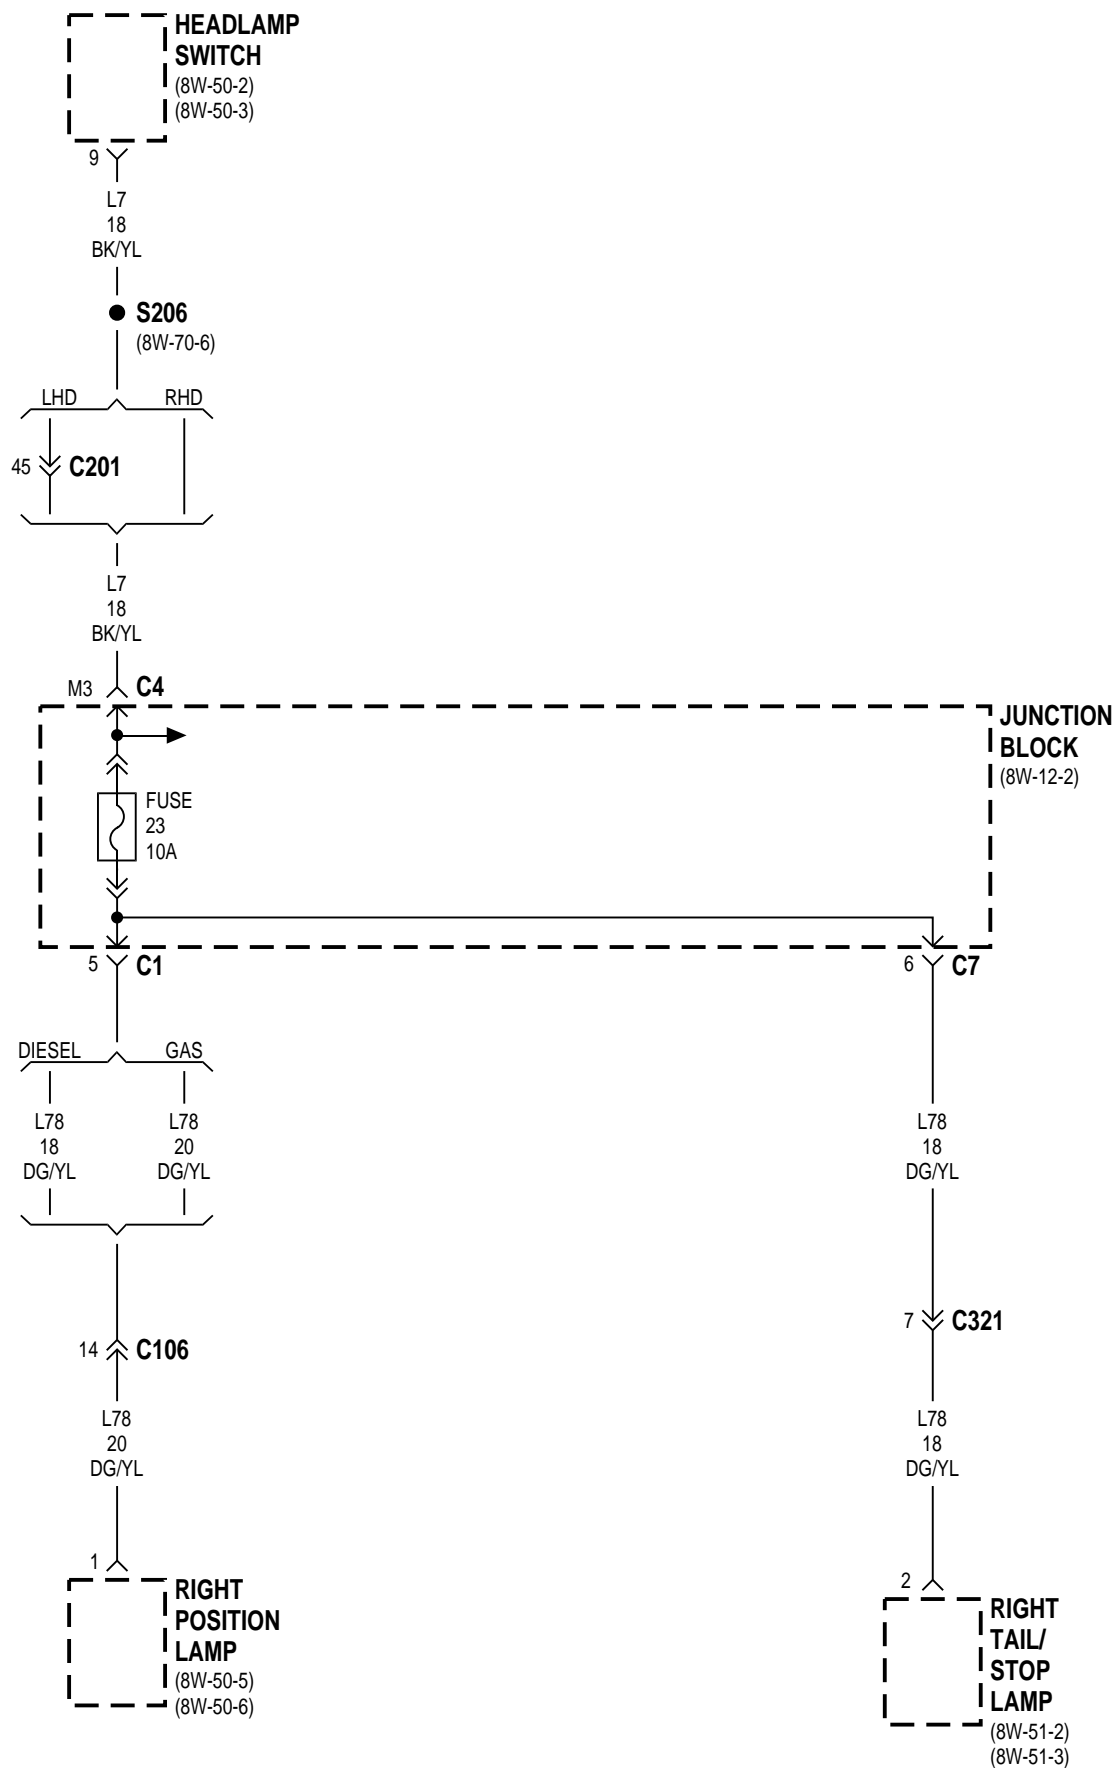 HEADLAMP
SWITCH
(8W-50-2)
(8W-50-3)
9
L7
18
BK/YL
S206
(8W-70-6)
LHD
RHD
45
C201
L7
18
BK/YL
M3
C4
JUNCTION
BLOCK
(8W-12-2)
FUSE
23
10A
5
C1
6
C7
DIESEL
GAS
L78
18
DG/YL
L78
20
DG/YL
L78
18
DG/YL
14
C106
7
C321
L78
20
DG/YL
L78
18
DG/YL
1
RIGHT
POSITION
LAMP
(8W-50-5)
(8W-50-6)
2
RIGHT
TAIL/
STOP
LAMP
(8W-51-2)
(8W-51-3)